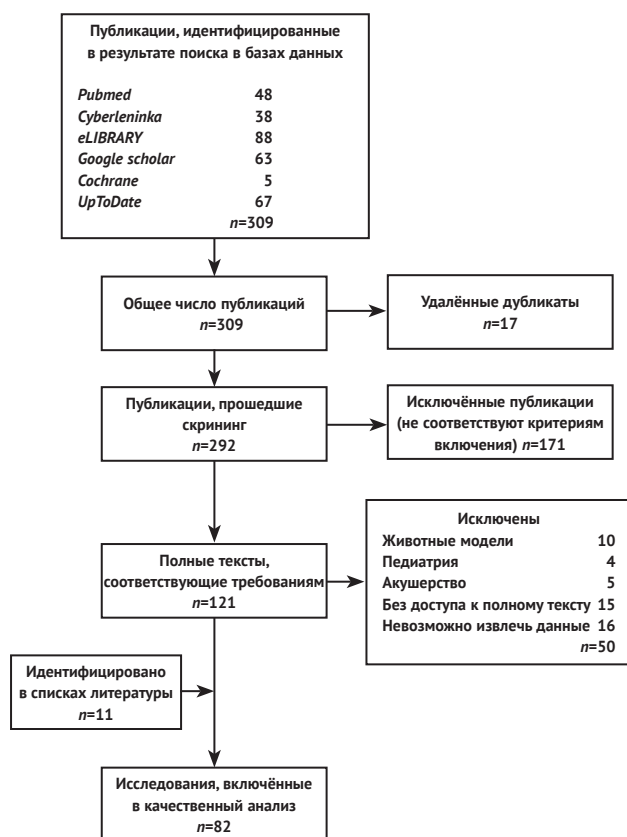 Публикации, идентифицированные
в результате поиска в базах данных
Pubmed 48
Cyberleninka 38
eLIBRARY 88
Google scholar 63
Cochrane 5
UpToDate 67
n=309
Общее число публикаций
n=309
Удалённые дубликаты
n=17
Публикации, прошедшие
скрининг
n=292
Исключённые публикации
(не соответствуют критериям
включения) n=171
Полные тексты,
соответствующие требованиям
n=121
Исключены
Животные модели 10
Педиатрия 4
Акушерство 5
Без доступа к полному тексту 15
Невозможно извлечь данные 16
n=50
Идентифицировано
в списках литературы
n=11
Исследования, включённые
в качественный анализ
n=82